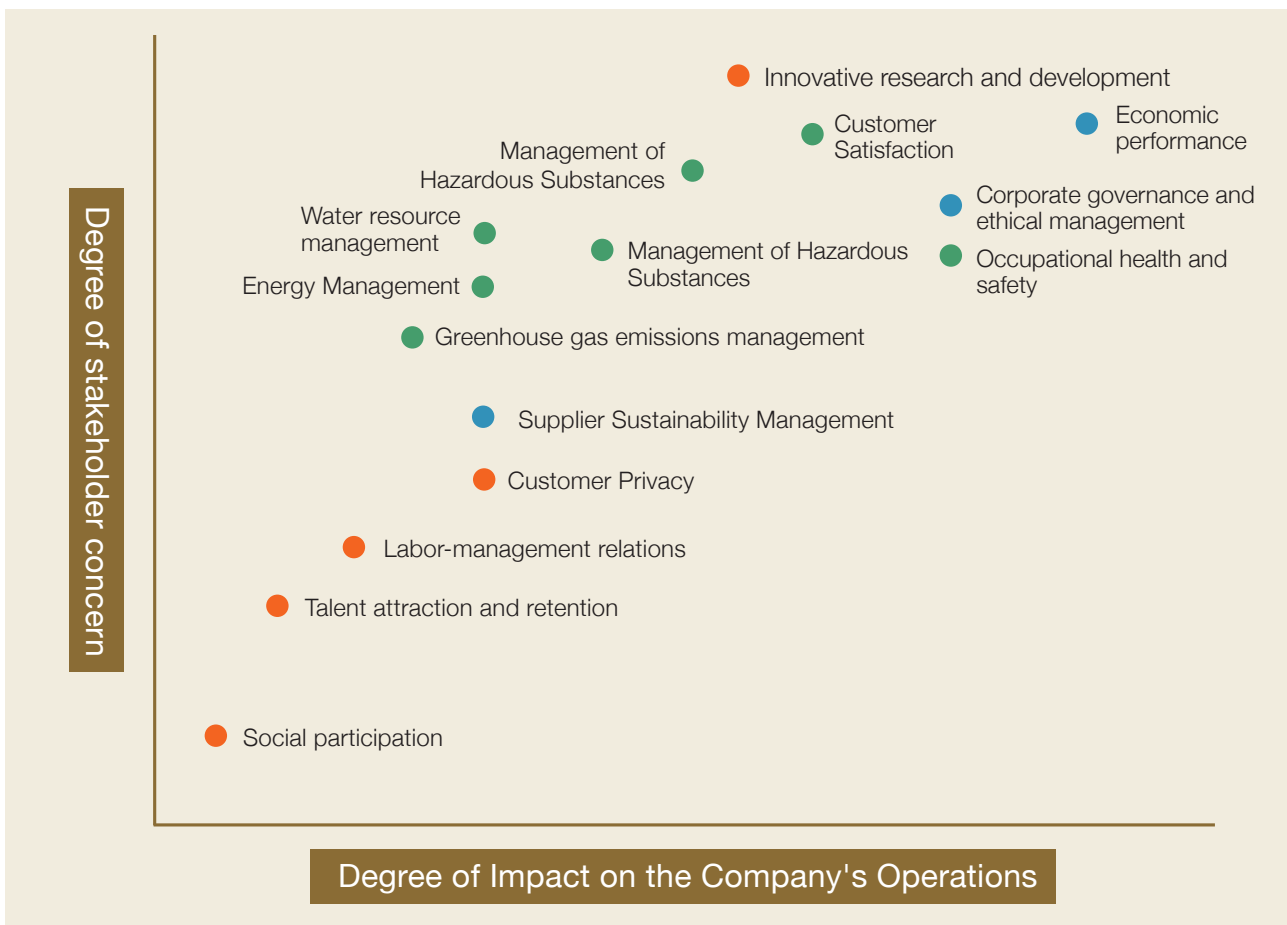 Innovative research and development
Customer
Satisfaction
Economic
performance
Management of
Hazardous Substances
Corporate governance and
ethical management
Water resource
management
Management of Hazardous
Substances
Occupational health and
safety
Energy Management
Greenhouse gas emissions management
Supplier Sustainability Management
Customer Privacy
Labor-management relations
Talent attraction and retention
Social participation
Degree of stakeholder concern
Degree of Impact on the Company's Operations